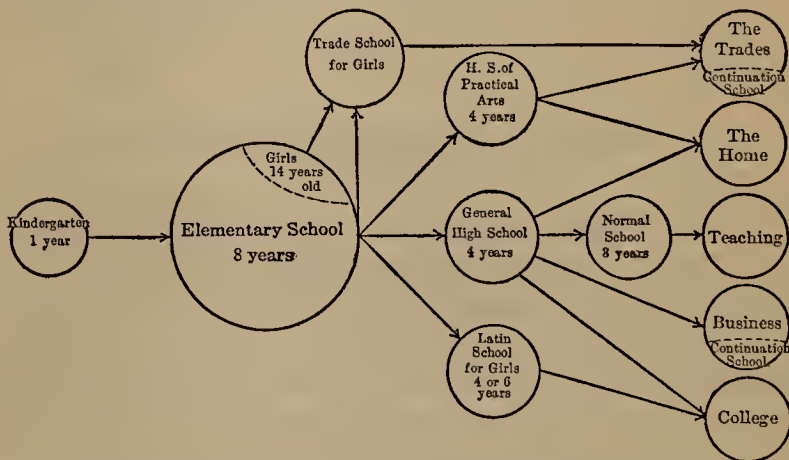 Kindergarten
1 year
Girls
14 years
old
Elementary School
8 years
Trade School
for Girls
H. S. of
Practical
Arts
4 years
General
High School
4 years
Latin
School
for Girls
4 or 6
years
Normal
School
3 years
The
Trades
Continuation
School
The
Home
Teaching
Business
Continuation
School
College